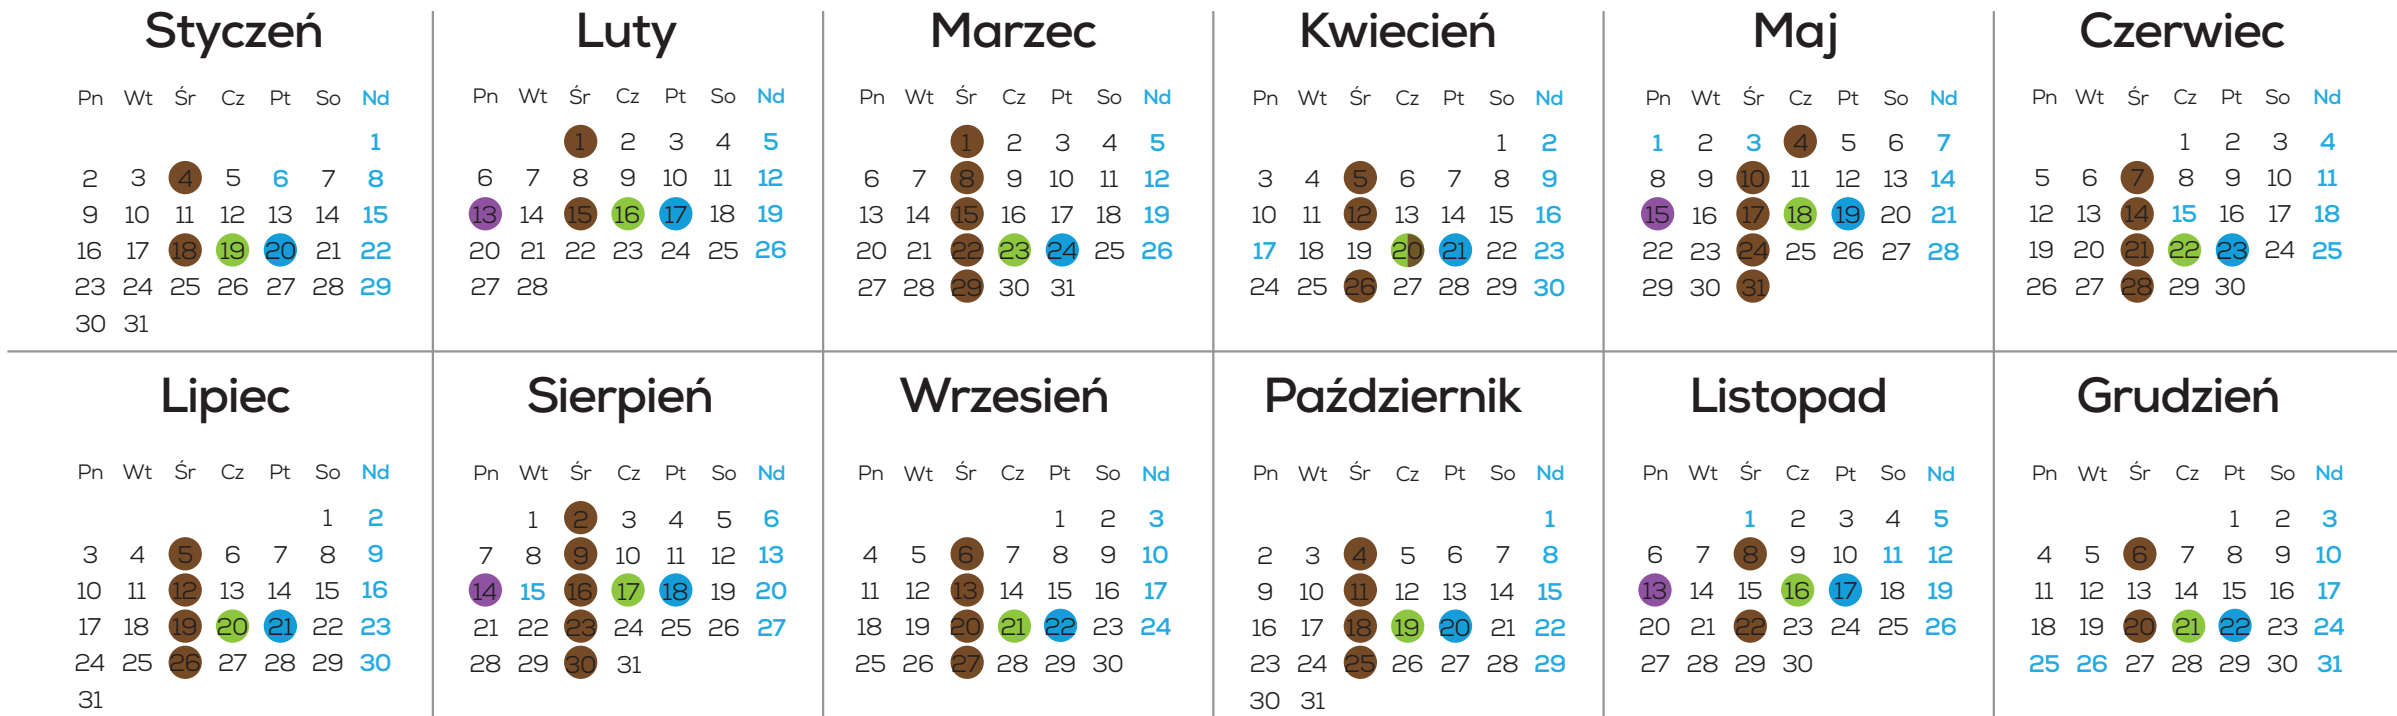 Styczeń
Pn Wt Śr Cz Pt So Nd
1
2 3 4 5 6 7 8
9 10 11 12 13 14 15
16 17 18 19 20 21 22
23 24 25 26 27 28 29
30 31
Luty
Pn Wt Śr Cz Pt So Nd
1 2 3 4 5
6 7 8 9 10 11 12
13 14 15 16 17 18 19
20 21 22 23 24 25 26
27 28
Marzec
Pn Wt Śr Cz Pt So Nd
1 2 3 4 5
6 7 8 9 10 11 12
13 14 15 16 17 18 19
20 21 22 23 24 25 26
27 28 29 30 31
Kwiecień
Pn Wt Śr Cz Pt So Nd
1 2
3 4 5 6 7 8 9
10 11 12 13 14 15 16
17 18 19 20 21 22 23
24 25 26 27 28 29 30
Maj
Pn Wt Śr Cz Pt So Nd
1 2 3 4 5 6 7
8 9 10 11 12 13 14
15 16 17 18 19 20 21
22 23 24 25 26 27 28
29 30 31
Czerwiec
Pn Wt Śr Cz Pt So Nd
1 2 3 4
5 6 7 8 9 10 11
12 13 14 15 16 17 18
19 20 21 22 23 24 25
26 27 28 29 30
Lipiec
Pn Wt Śr Cz Pt So Nd
1 2
3 4 5 6 7 8 9
10 11 12 13 14 15 16
17 18 19 20 21 22 23
24 25 26 27 28 29 30
31
Sierpień
Pn Wt Śr Cz Pt So Nd
1 2 3 4 5 6
7 8 9 10 11 12 13
14 15 16 17 18 19 20
21 22 23 24 25 26 27
28 29 30 31
Wrzesień
Pn Wt Śr Cz Pt So Nd
1 2 3
4 5 6 7 8 9 10
11 12 13 14 15 16 17
18 19 20 21 22 23 24
25 26 27 28 29 30
Październik
Pn Wt Śr Cz Pt So Nd
1
2 3 4 5 6 7 8
9 10 11 12 13 14 15
16 17 18 19 20 21 22
23 24 25 26 27 28 29
30 31
Listopad
Pn Wt Śr Cz Pt So Nd
1 2 3 4 5
6 7 8 9 10 11 12
13 14 15 16 17 18 19
20 21 22 23 24 25 26
27 28 29 30
Grudzień
Pn Wt Śr Cz Pt So Nd
1 2 3
4 5 6 7 8 9 10
11 12 13 14 15 16 17
18 19 20 21 22 23 24
25 26 27 28 29 30 31